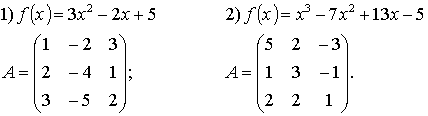 1) f(x)=3x²−2x+5 2) f(x)=x³−7x²+13x−5
A= (1 −2 3
2 −4 1
3 −5 2);
A= (5 2 −3
1 3 −1
2 2 1).